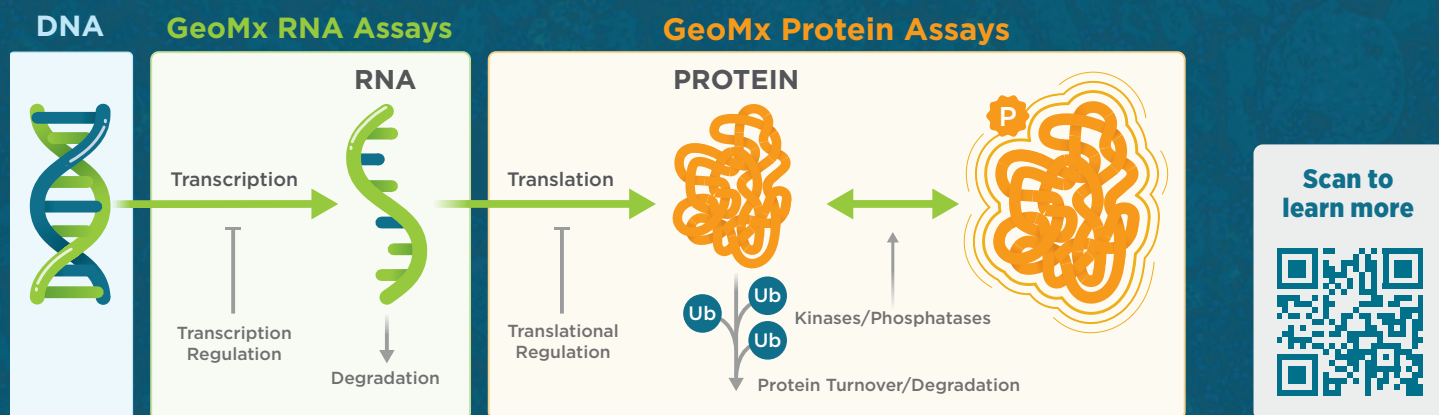 DNA
GeoMx RNA Assays
GeoMx Protein Assays
RNA
PROTEIN
P
Transcription
Translation
Scan to
learn more
Transcription
Regulation
Degradation
Translational
Regulation
Ub
Ub
Ub
Kinases/Phosphatases
Protein Turnover/Degradation